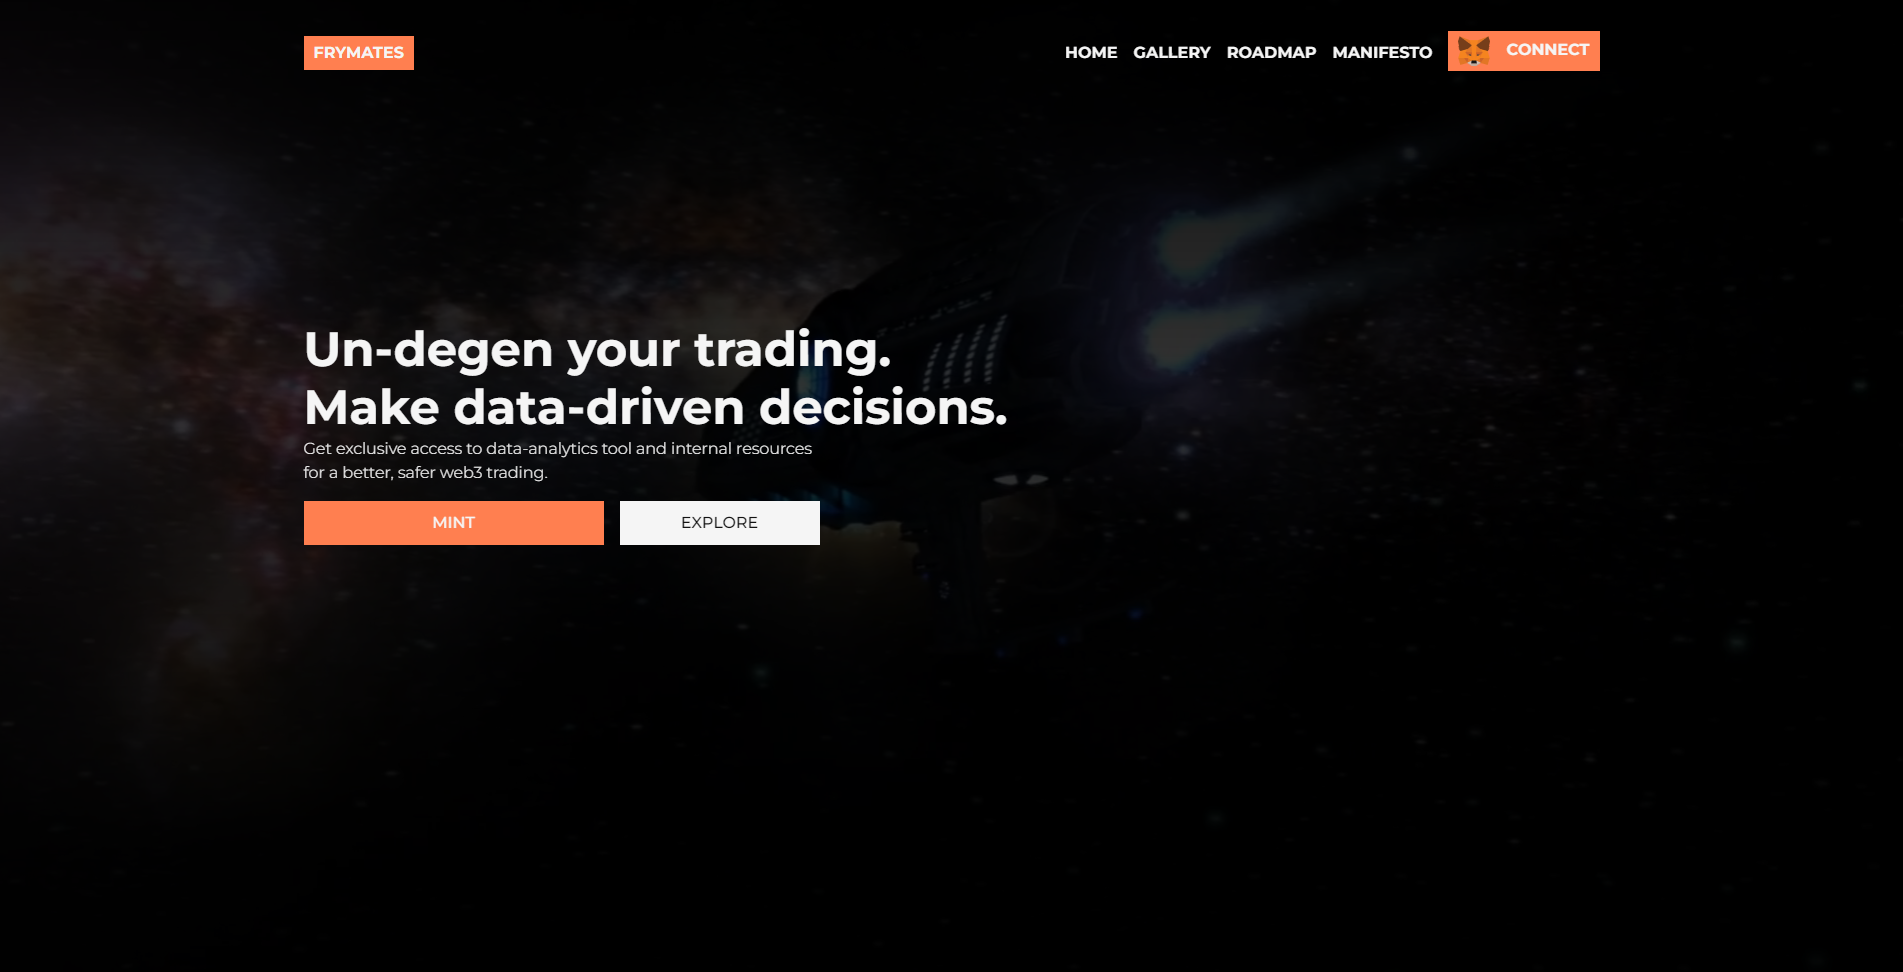 FRYMATES
HOME GALLERY ROADMAP MANIFESTO CONNECT
Un-degen your trading.
Make data-driven decisions.
Get exclusive access to data-analytics tool and internal resources
for a better, safer web3 trading.
MINT EXPLORE